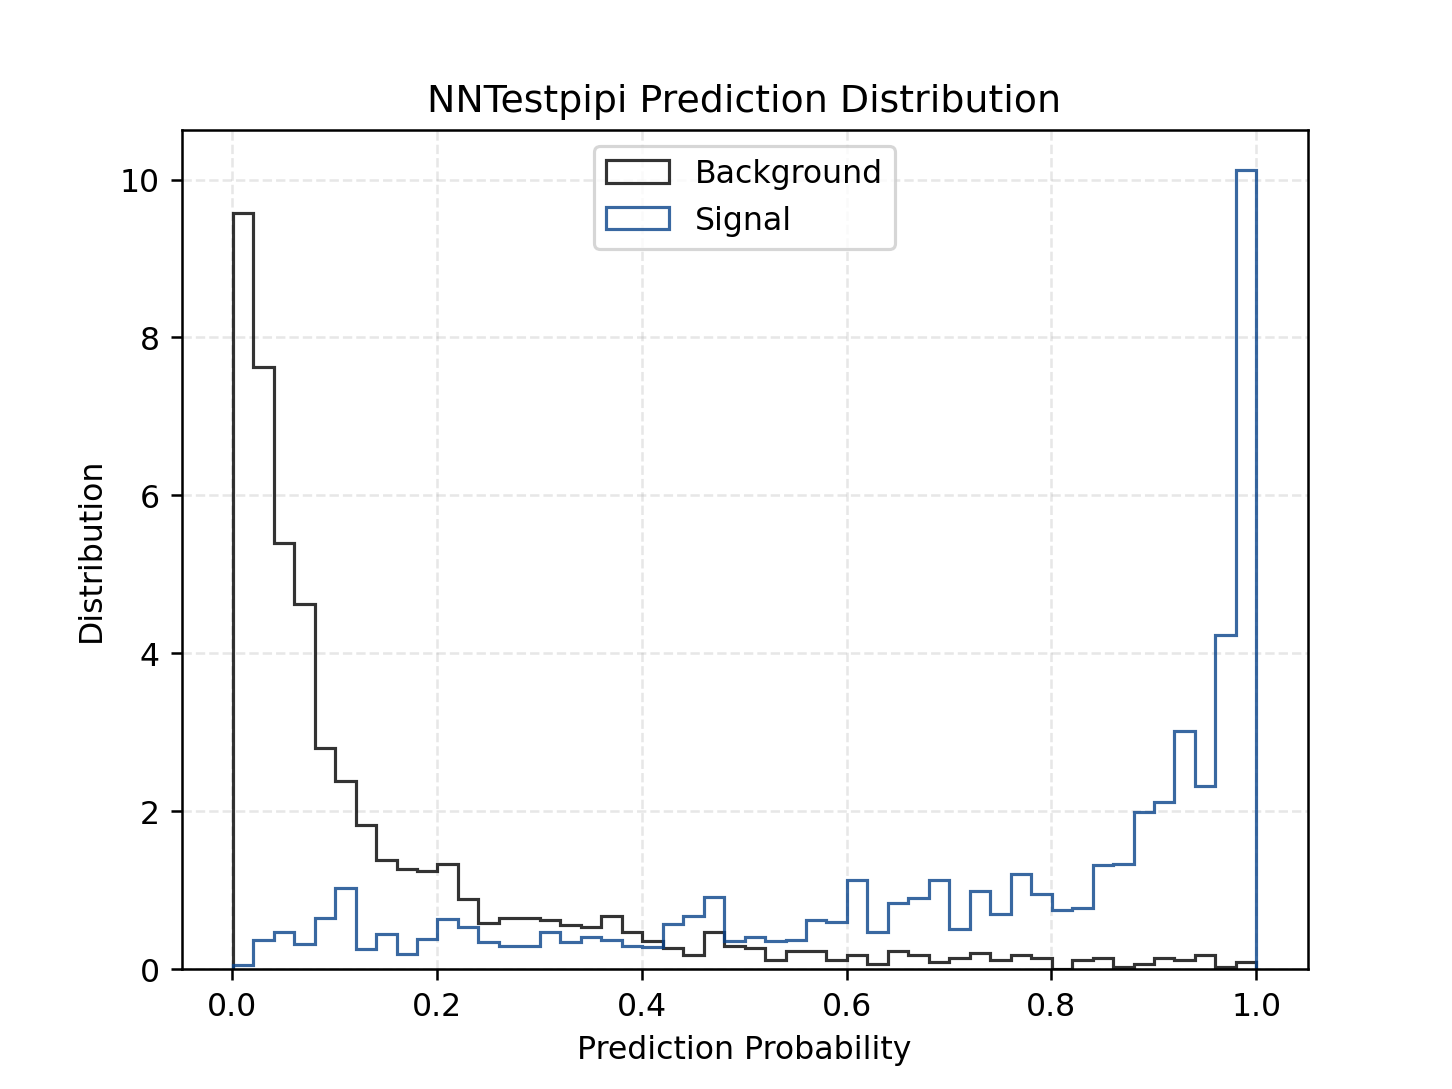 NNTestpipi Prediction Distribution
Background
Signal
Distribution
10
8
6
4
2
0
0.0 0.2 0.4 0.6 0.8 1.0
Prediction Probability